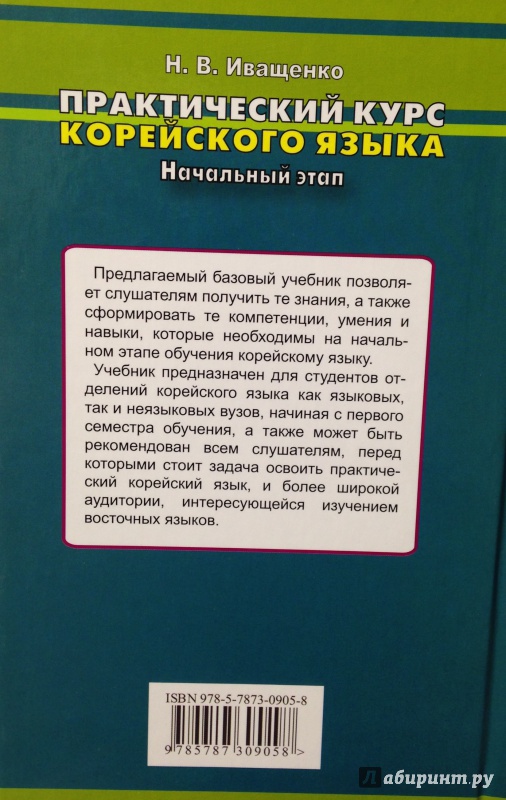 Н. В. Иващенко
ПРАКТИЧЕСКИЙ КУРС
КОРЕЙСКОГО ЯЗЫКА
Начальный этап
Предлагаемый базовый учебник позволя-
ет слушателям получить те знания, а также
сформировать те компетенции, умения и
навыки, которые необходимы на началь-
ном этапе обучения корейскому языку.
Учебник предназначен для студентов от-
делений корейского языка как языковых,
так и неязыковых вузов, начиная с первого
семестра обучения, а также может быть
рекомендован всем слушателям, перед
которыми стоит задача освоить практиче-
ский корейский язык, и более широкой
аудитории, интересующейся изучением
восточных языков.
ISBN 978-5-7873-0905-8
9 785787 309058 >
Лабиринт.ру